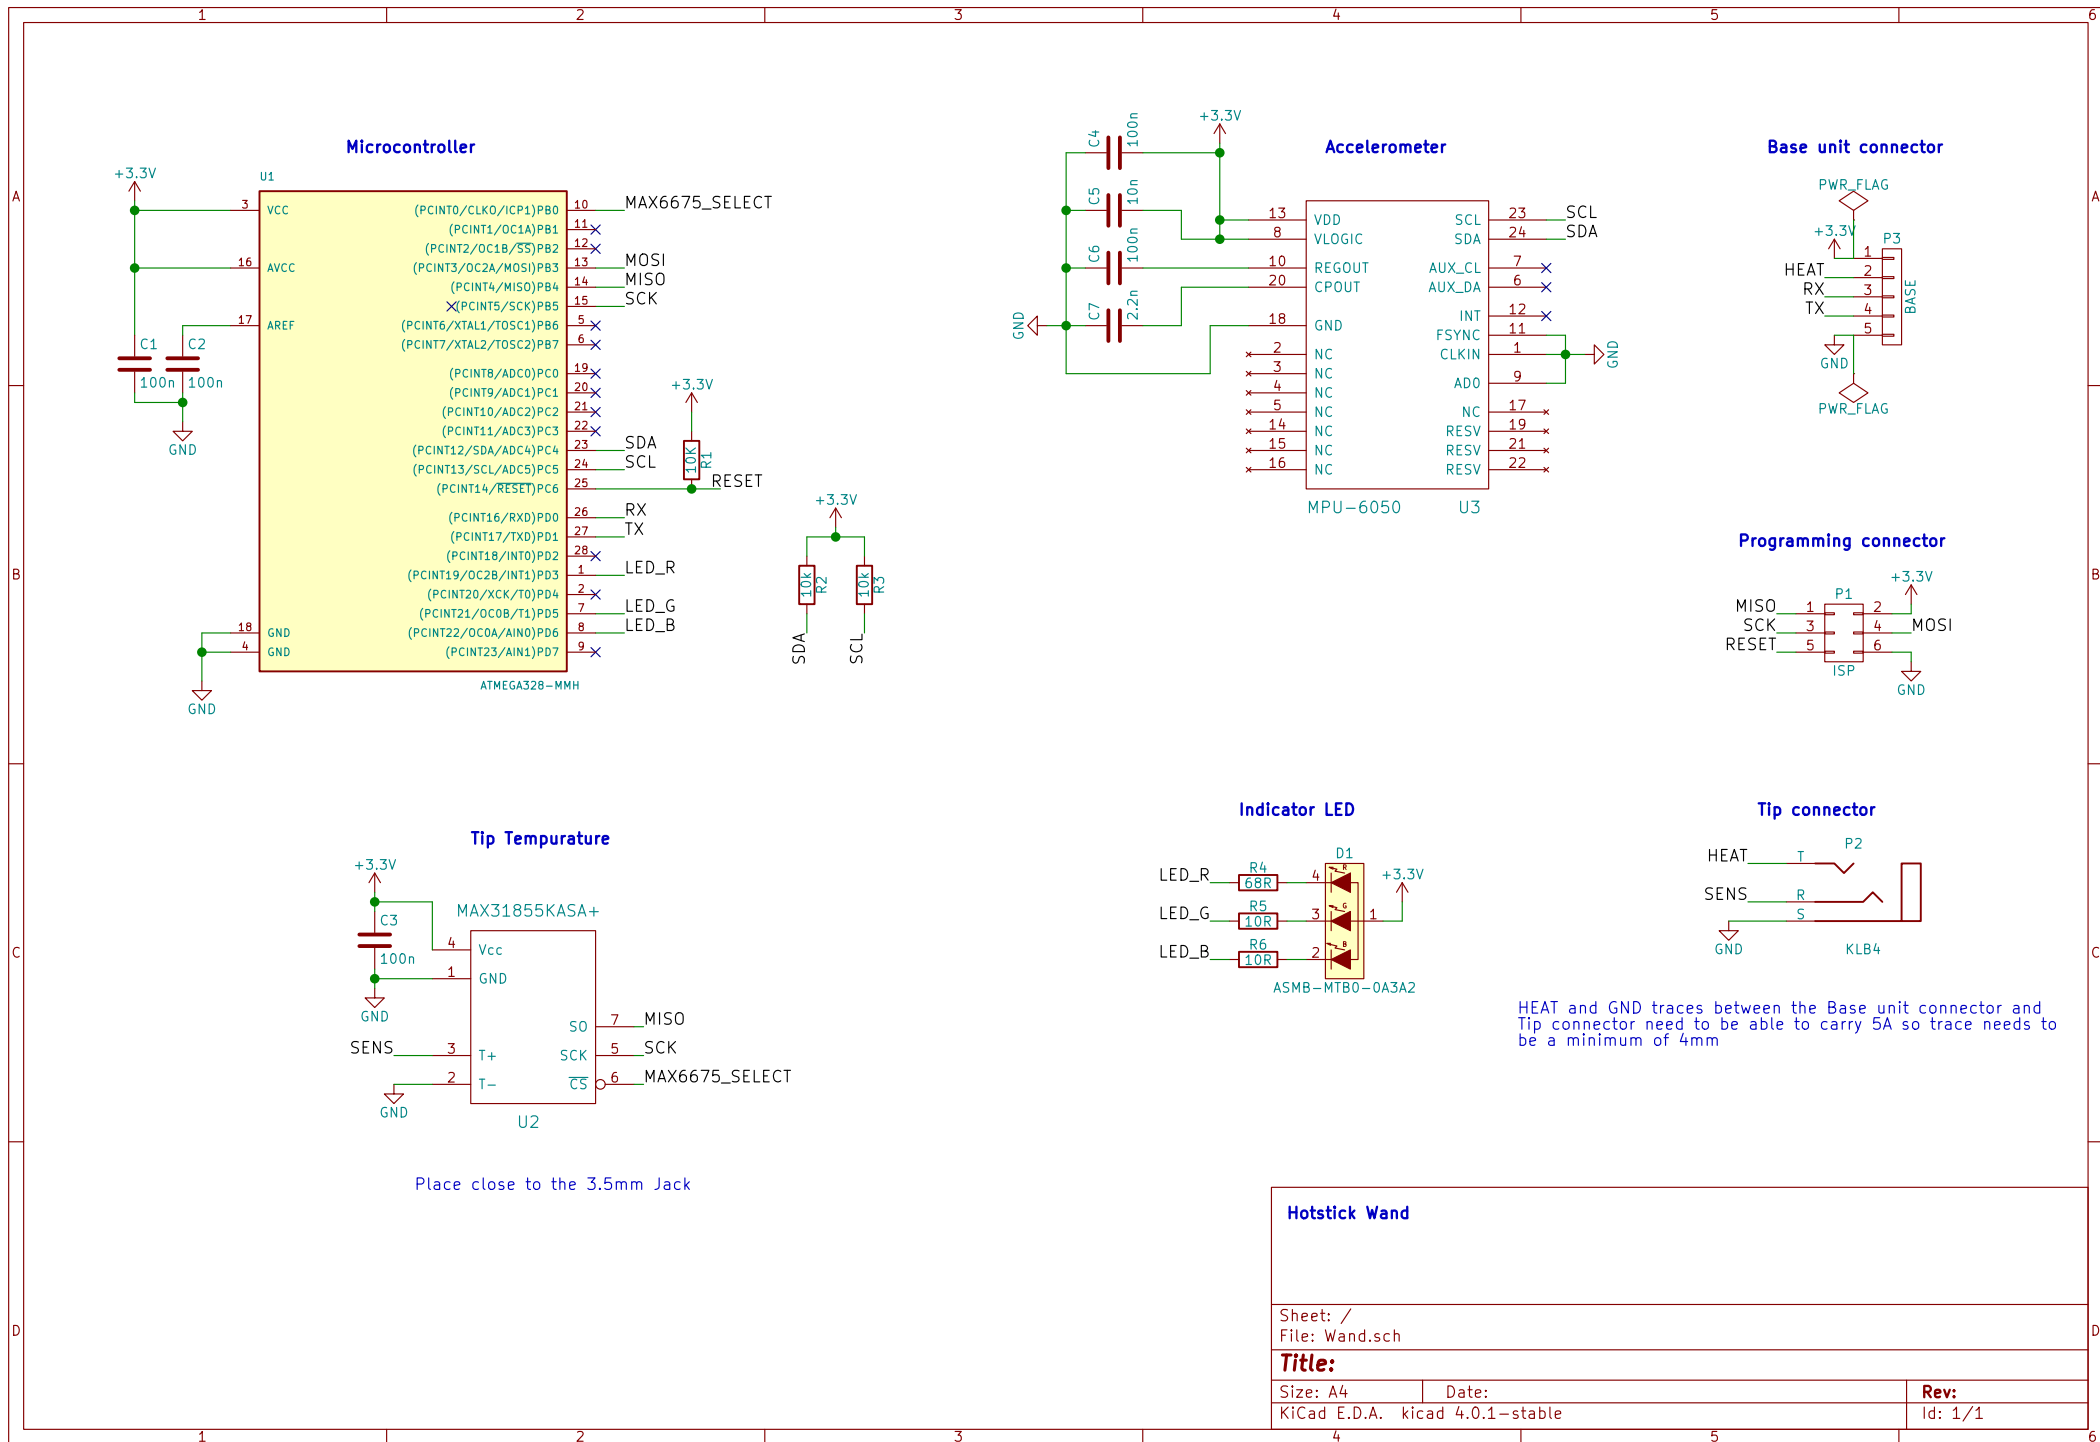 1 2 3 4 5 6
A A
B B
C C
D D
1 2 3 4 5 6
Microcontroller
+3.3V
U1
3 VCC
16 AVCC
17 AREF
18 GND
4 GND
(PCINT0/CLKO/ICP1)PB0 10 MAX6675_SELECT
(PCINT1/OC1A)PB1 11
(PCINT2/OC1B/SS)PB2 12
(PCINT3/OC2A/MOSI)PB3 13 MOSI
(PCINT4/MISO)PB4 14 MISO
(PCINT5/SCK)PB5 15 SCK
(PCINT6/XTAL1/TOSC1)PB6 5
(PCINT7/XTAL2/TOSC2)PB7 6
(PCINT8/ADC0)PC0 19
(PCINT9/ADC1)PC1 20
(PCINT10/ADC2)PC2 21
(PCINT11/ADC3)PC3 22
(PCINT12/SDA/ADC4)PC4 23 SDA
(PCINT13/SCL/ADC5)PC5 24 SCL
(PCINT14/RESET)PC6 25 RESET
(PCINT16/RXD)PD0 26 RX
(PCINT17/TXD)PD1 27 TX
(PCINT18/INT0)PD2 28
(PCINT19/OC2B/INT1)PD3 1 LED_R
(PCINT20/XCK/T0)PD4 2
(PCINT21/OC0B/T1)PD5 7 LED_G
(PCINT22/OC0A/AIN0)PD6 8 LED_B
(PCINT23/AIN1)PD7 9
ATMEGA328-MMH
C1 C2
100n 100n
GND
GND
+3.3V
10K R1
+3.3V
10k R2
10k R3
SDA
SCL
Accelerometer
+3.3V
C4 100n
C5 10n
C6 100n
C7 2.2n
GND
13 VDD
8 VLOGIC
10 REGOUT
20 CPOUT
18 GND
2 NC
3 NC
4 NC
5 NC
14 NC
15 NC
16 NC
SCL 23 SCL
SDA 24 SDA
AUX_CL 7
AUX_DA 6
INT 12
FSYNC 11
CLKIN 1
AD0 9
NC 17
RESV 19
RESV 21
RESV 22
GND
MPU-6050 U3
Base unit connector
PWR_FLAG
+3.3V
P3
1
HEAT 2
RX 3
TX 4
5
BASE
GND
PWR_FLAG
Programming connector
+3.3V
P1
MISO 1 2
SCK 3 4 MOSI
RESET 5 6
ISP
GND
Tip Tempurature
+3.3V
MAX31855KASA+
C3
100n
GND
4 Vcc
1 GND
SENS 3 T+
2 T-
GND
SO 7 MISO
SCK 5 SCK
CS 6 MAX6675_SELECT
U2
Place close to the 3.5mm Jack
Indicator LED
D1
+3.3V
LED_R R4 68R 4 R
LED_G R5 10R 3 G 1
LED_B R6 10R 2 B
ASMB-MTB0-0A3A2
Tip connector
P2
HEAT T
SENS R
S
GND
KLB4
HEAT and GND traces between the Base unit connector and
Tip connector need to be able to carry 5A so trace needs to
be a minimum of 4mm
Hotstick Wand
Sheet: /
File: Wand.sch
Title:
Size: A4 Date: Rev:
KiCad E.D.A. kicad 4.0.1-stable Id: 1/1